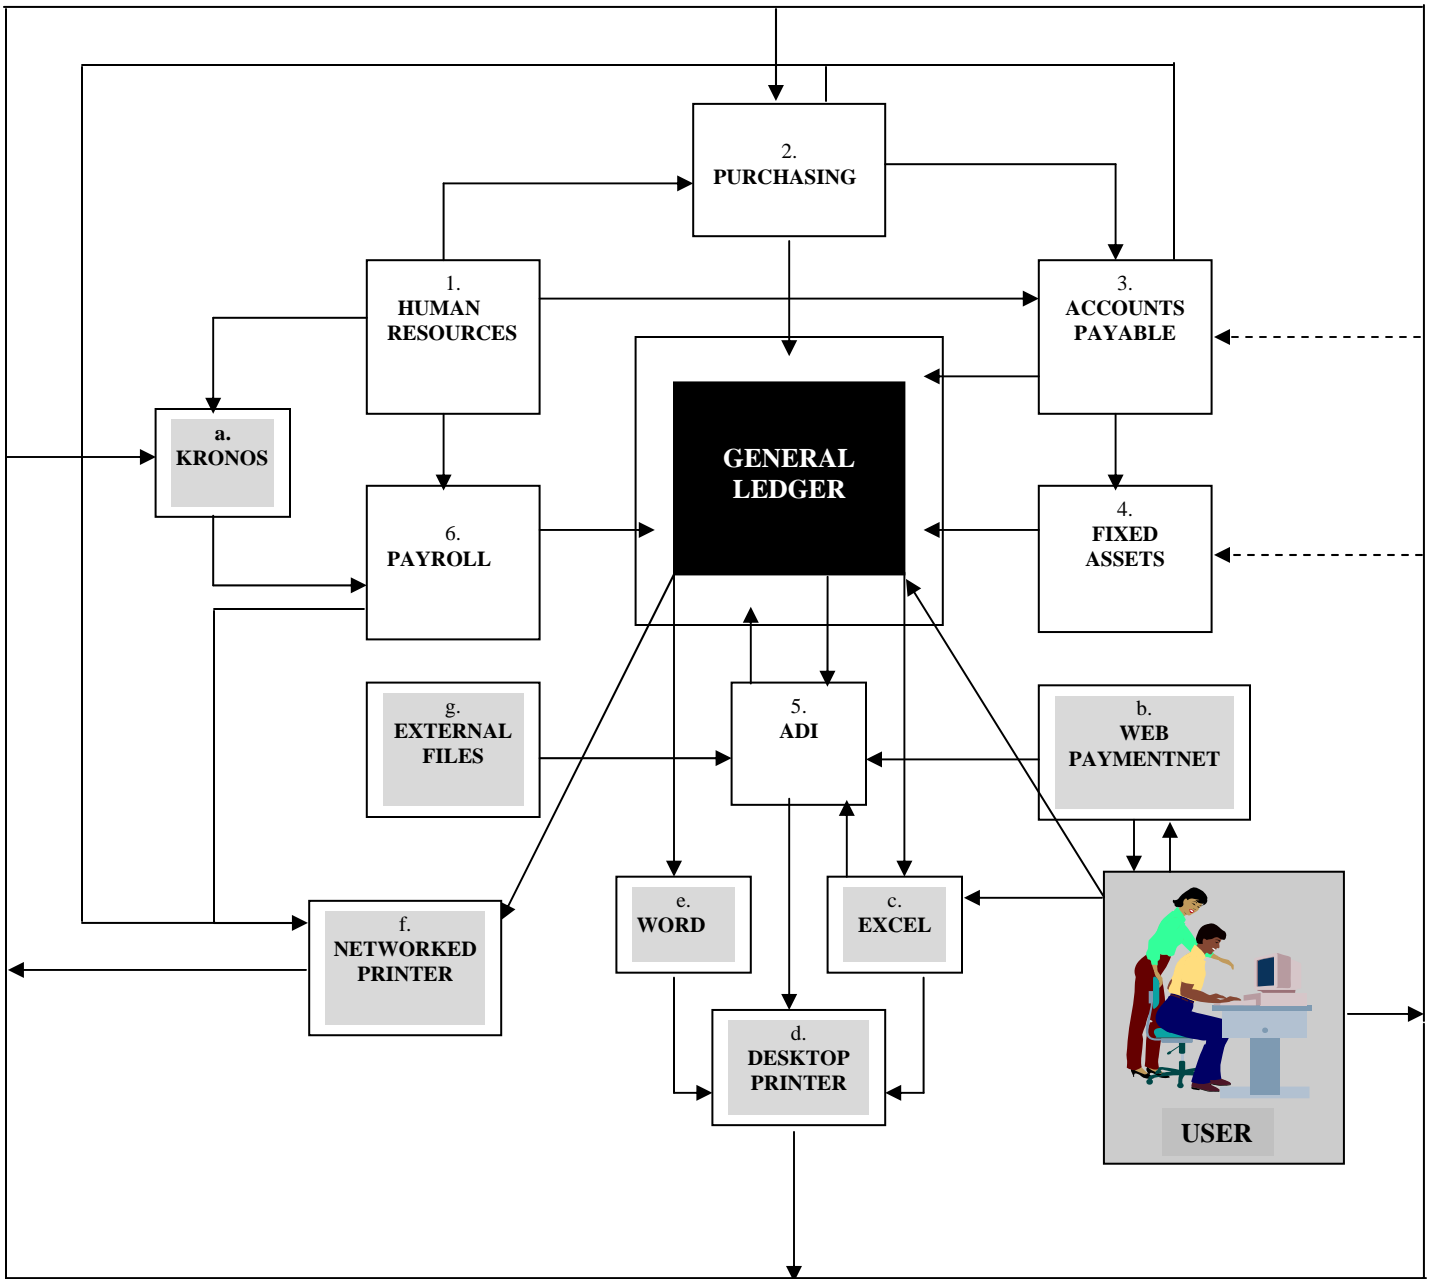 2.
PURCHASING
1.
HUMAN
RESOURCES
3.
ACCOUNTS
PAYABLE
a.
KRONOS
GENERAL
LEDGER
6.
PAYROLL
4.
FIXED
ASSETS
g.
EXTERNAL
FILES
5.
ADI
b.
WEB
PAYMENTNET
f.
NETWORKED
PRINTER
e.
WORD
c.
EXCEL
d.
DESKTOP
PRINTER
USER